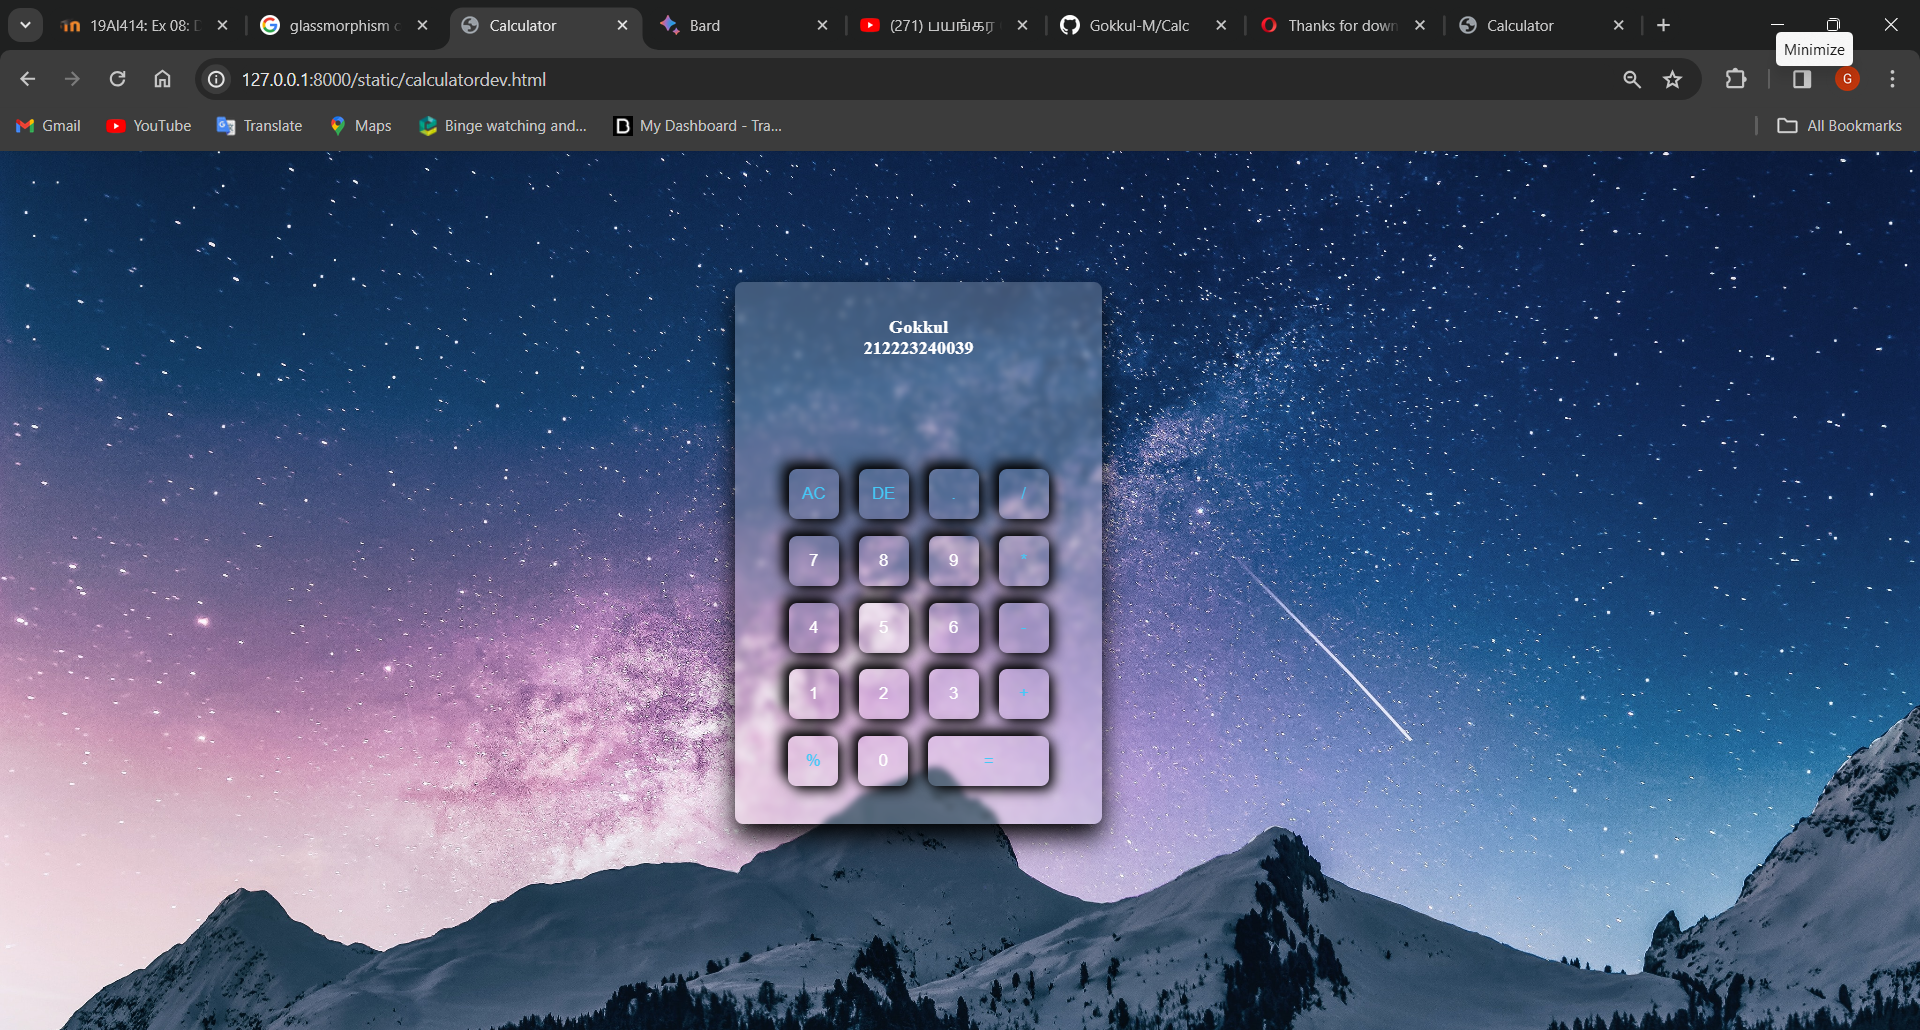 19AI414: Ex 08: D
glassmorphism c
Calculator
Bard
(271) பயங்கர
Gokkul-M/Calc
Thanks for down
Calculator
Minimize
127.0.0.1:8000/static/calculatordev.html
G
Gmail
YouTube
Translate
Maps
Binge watching and...
My Dashboard - Tra...
All Bookmarks
Gokkul
212223240039
AC DE . /
7 8 9 *
4 5 6 -
1 2 3 +
% 0 =